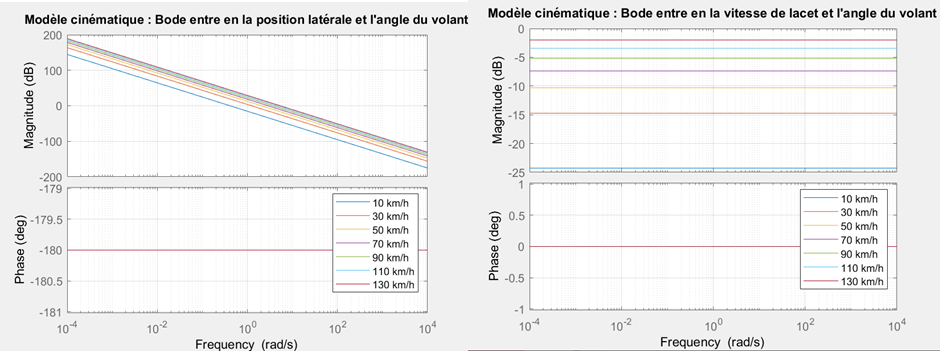 Modèle cinématique : Bode entre en la position latérale et l'angle du volant
200
100
0
-100
-200
Magnitude (dB)
-179
-179.5
-180
-180.5
-181
Phase (deg)
10 km/h
30 km/h
50 km/h
70 km/h
90 km/h
110 km/h
130 km/h
10^-4
10^-2
10^0
10^2
10^4
Frequency (rad/s)
Modèle cinématique : Bode entre en la vitesse de lacet et l'angle du volant
0
-5
-10
-15
-20
-25
Magnitude (dB)
1
0.5
0
-0.5
-1
Phase (deg)
10 km/h
30 km/h
50 km/h
70 km/h
90 km/h
110 km/h
130 km/h
10^-4
10^-2
10^0
10^2
10^4
Frequency (rad/s)